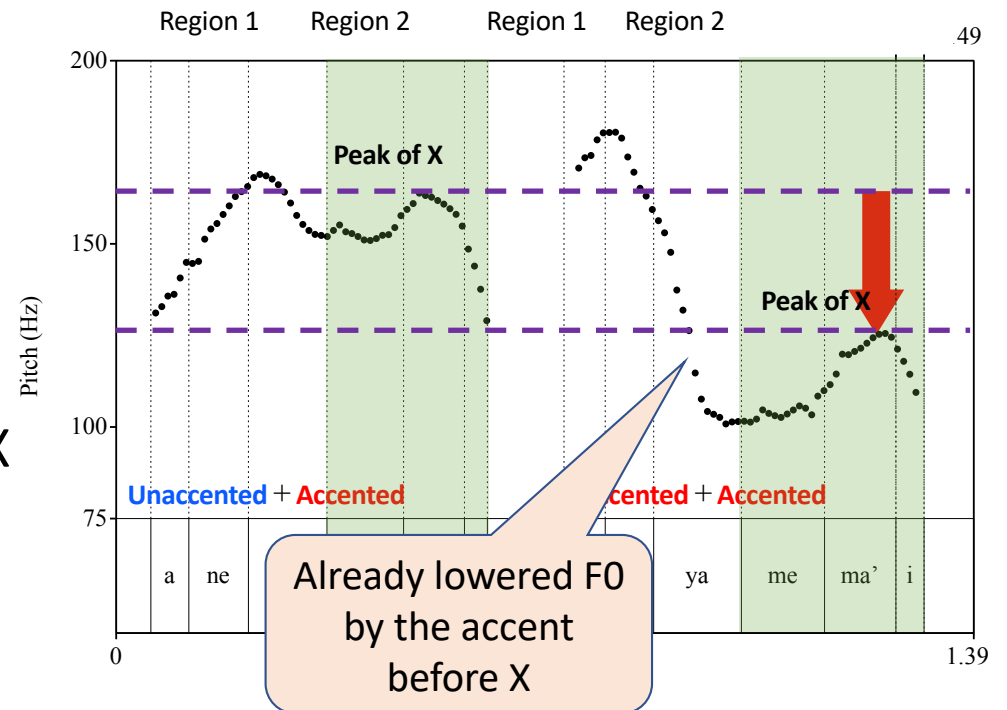 Region 1 Region 2 Region 1 Region 2
.49
200
Peak of X
150
Peak of X
Pitch (Hz)
100
X
Unaccented + Accented cented + Accented
75
a ne ya me ma’ i
Already lowered F0
by the accent
before X
0 1.39